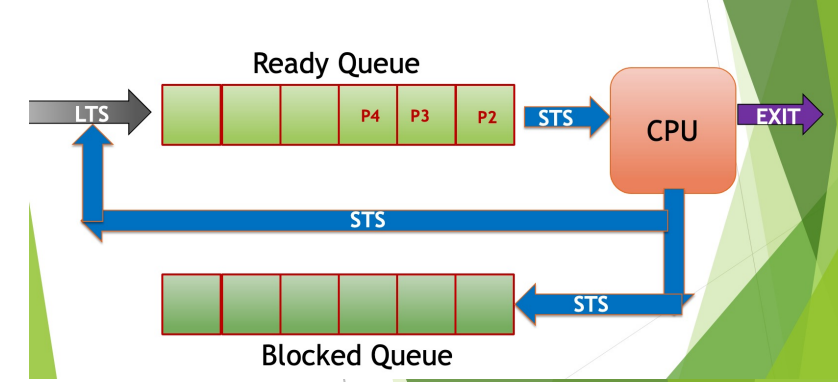 Ready Queue
LTS
P4 P3 P2
STS
CPU
EXIT
STS
STS
Blocked Queue